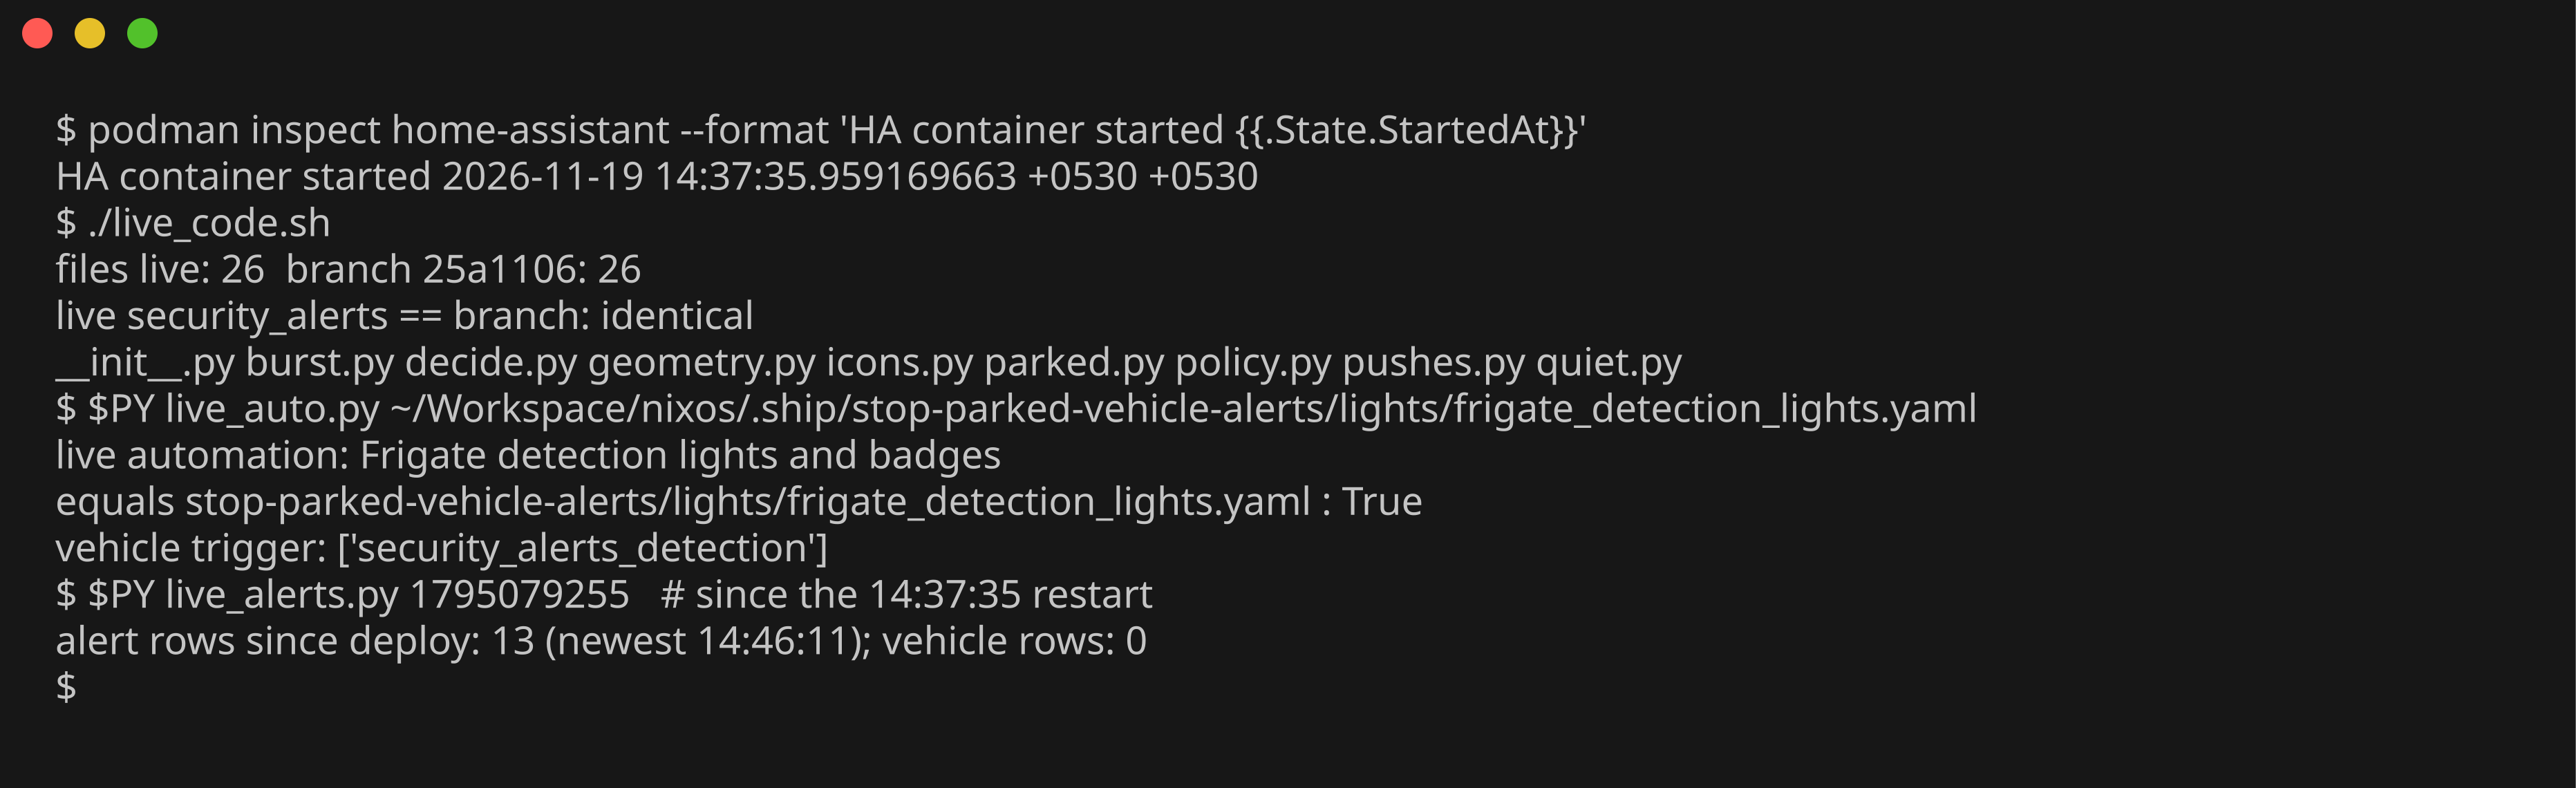 $ podman inspect home-assistant --format 'HA container started {{.State.StartedAt}}'
HA container started 2026-11-19 14:37:35.959169663 +0530 +0530
$ ./live_code.sh
files live: 26  branch 25a1106: 26
live security_alerts == branch: identical
__init__.py burst.py decide.py geometry.py icons.py parked.py policy.py pushes.py quiet.py
$ $PY live_auto.py ~/Workspace/nixos/.ship/stop-parked-vehicle-alerts/lights/frigate_detection_lights.yaml
live automation: Frigate detection lights and badges
equals stop-parked-vehicle-alerts/lights/frigate_detection_lights.yaml : True
vehicle trigger: ['security_alerts_detection']
$ $PY live_alerts.py 1795079255   # since the 14:37:35 restart
alert rows since deploy: 13 (newest 14:46:11); vehicle rows: 0
$